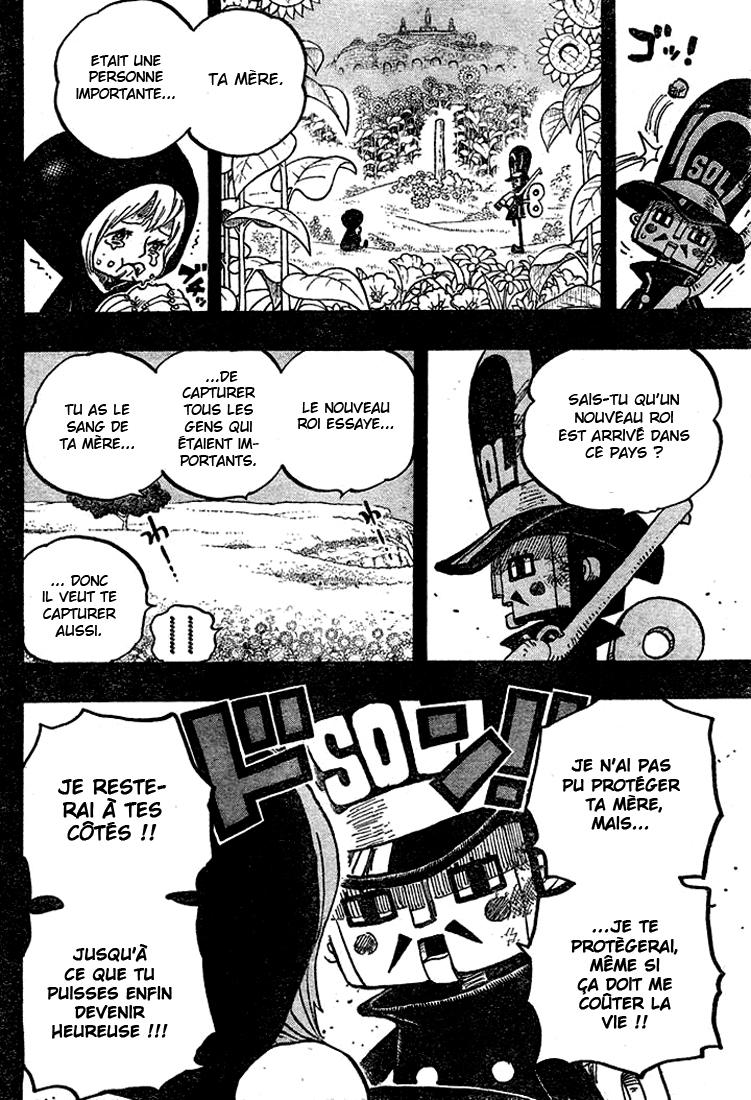 ゴッ!
SOL
TA MÈRE.
ETAIT UNE
PERSONNE
IMPORTANTE...
SAIS-TU QU'UN
NOUVEAU ROI
EST ARRIVÉ DANS
CE PAYS ?
SOL
LE NOUVEAU
ROI ESSAYE...
...DE
CAPTURER
TOUS LES
GENS QUI
ÉTAIENT IM-
PORTANTS.
TU AS LE
SANG DE
TA MÈRE...
... DONC
IL VEUT TE
CAPTURER
AUSSI.
JE N'AI PAS
PU PROTÉGER
TA MÈRE,
MAIS...
...JE TE
PROTÈGERAI,
MÊME SI
ÇA DOIT ME
COÛTER LA
VIE !!
ドン!
SOL
JE RESTE-
RAI À TES
CÔTÉS !!
JUSQU'À
CE QUE TU
PUISSES ENFIN
DEVENIR
HEUREUSE !!!